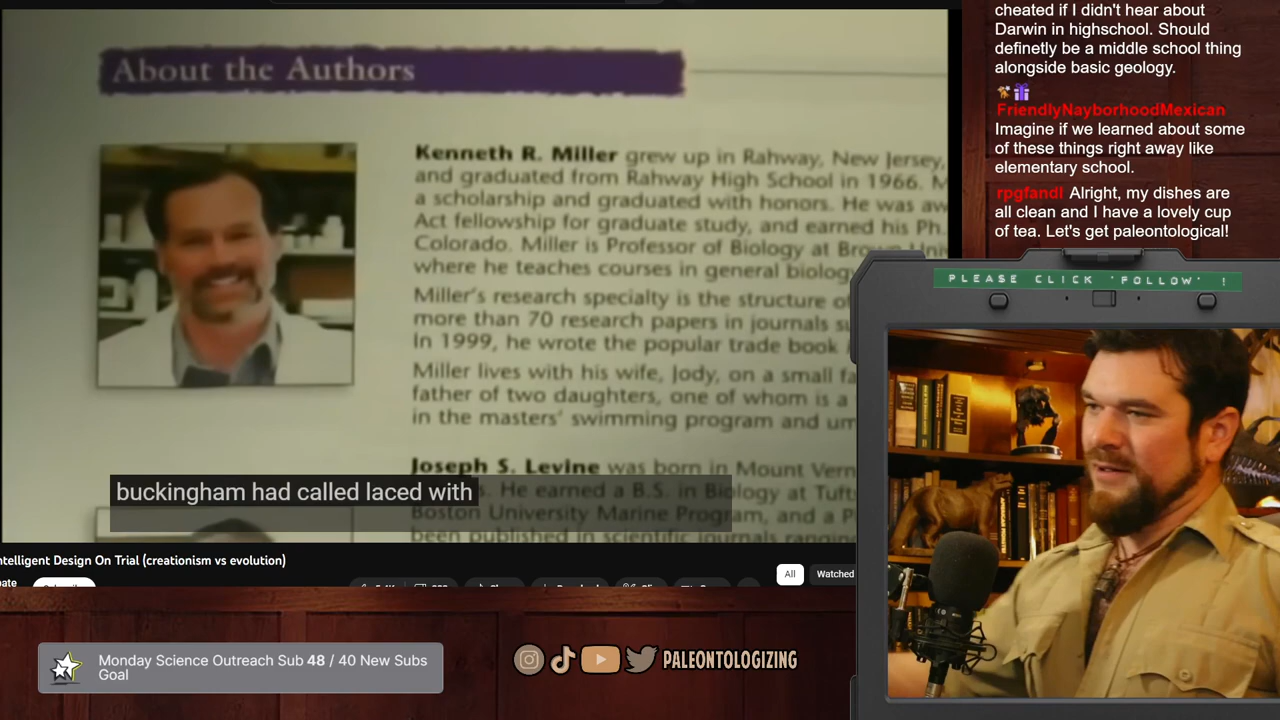 About the Authors
Kenneth R. Miller grew up in Rahway, New Jersey,
and graduated from Rahway High School in 1966.
a scholarship and graduated with honors. He was
Act fellowship for graduate study, and earned his Ph.
Colorado. Miller is Professor of Biology at Brown
where he teaches courses in general
Miller's research specialty is the structure of
more than 70 research papers in journals
In 1999, he wrote the popular trade book
Miller lives with his wife, Jody, on a small
father of two daughters, one of whom is a
in the masters' swimming program and
Joseph S. Levine was born in Mount
He earned a B.S. in Biology at
Boston University Marine Program, and a
been published in scientific journals
buckingham had called laced with
ntelligent Design On Trial (creationism vs evolution)
All
Watched
cheated if I didn't hear about
Darwin in highschool. Should
definetly be a middle school thing
alongside basic geology.
FriendlyNayborhoodMexican
Imagine if we learned about some
of these things right away like
elementary school.
rpgfandl Alright, my dishes are
all clean and I have a lovely cup
of tea. Let's get paleontological!
PLEASE CLICK 'FOLLOW' !
Monday Science Outreach Sub 48 / 40 New Subs
Goal
PALEONTOLOGIZING